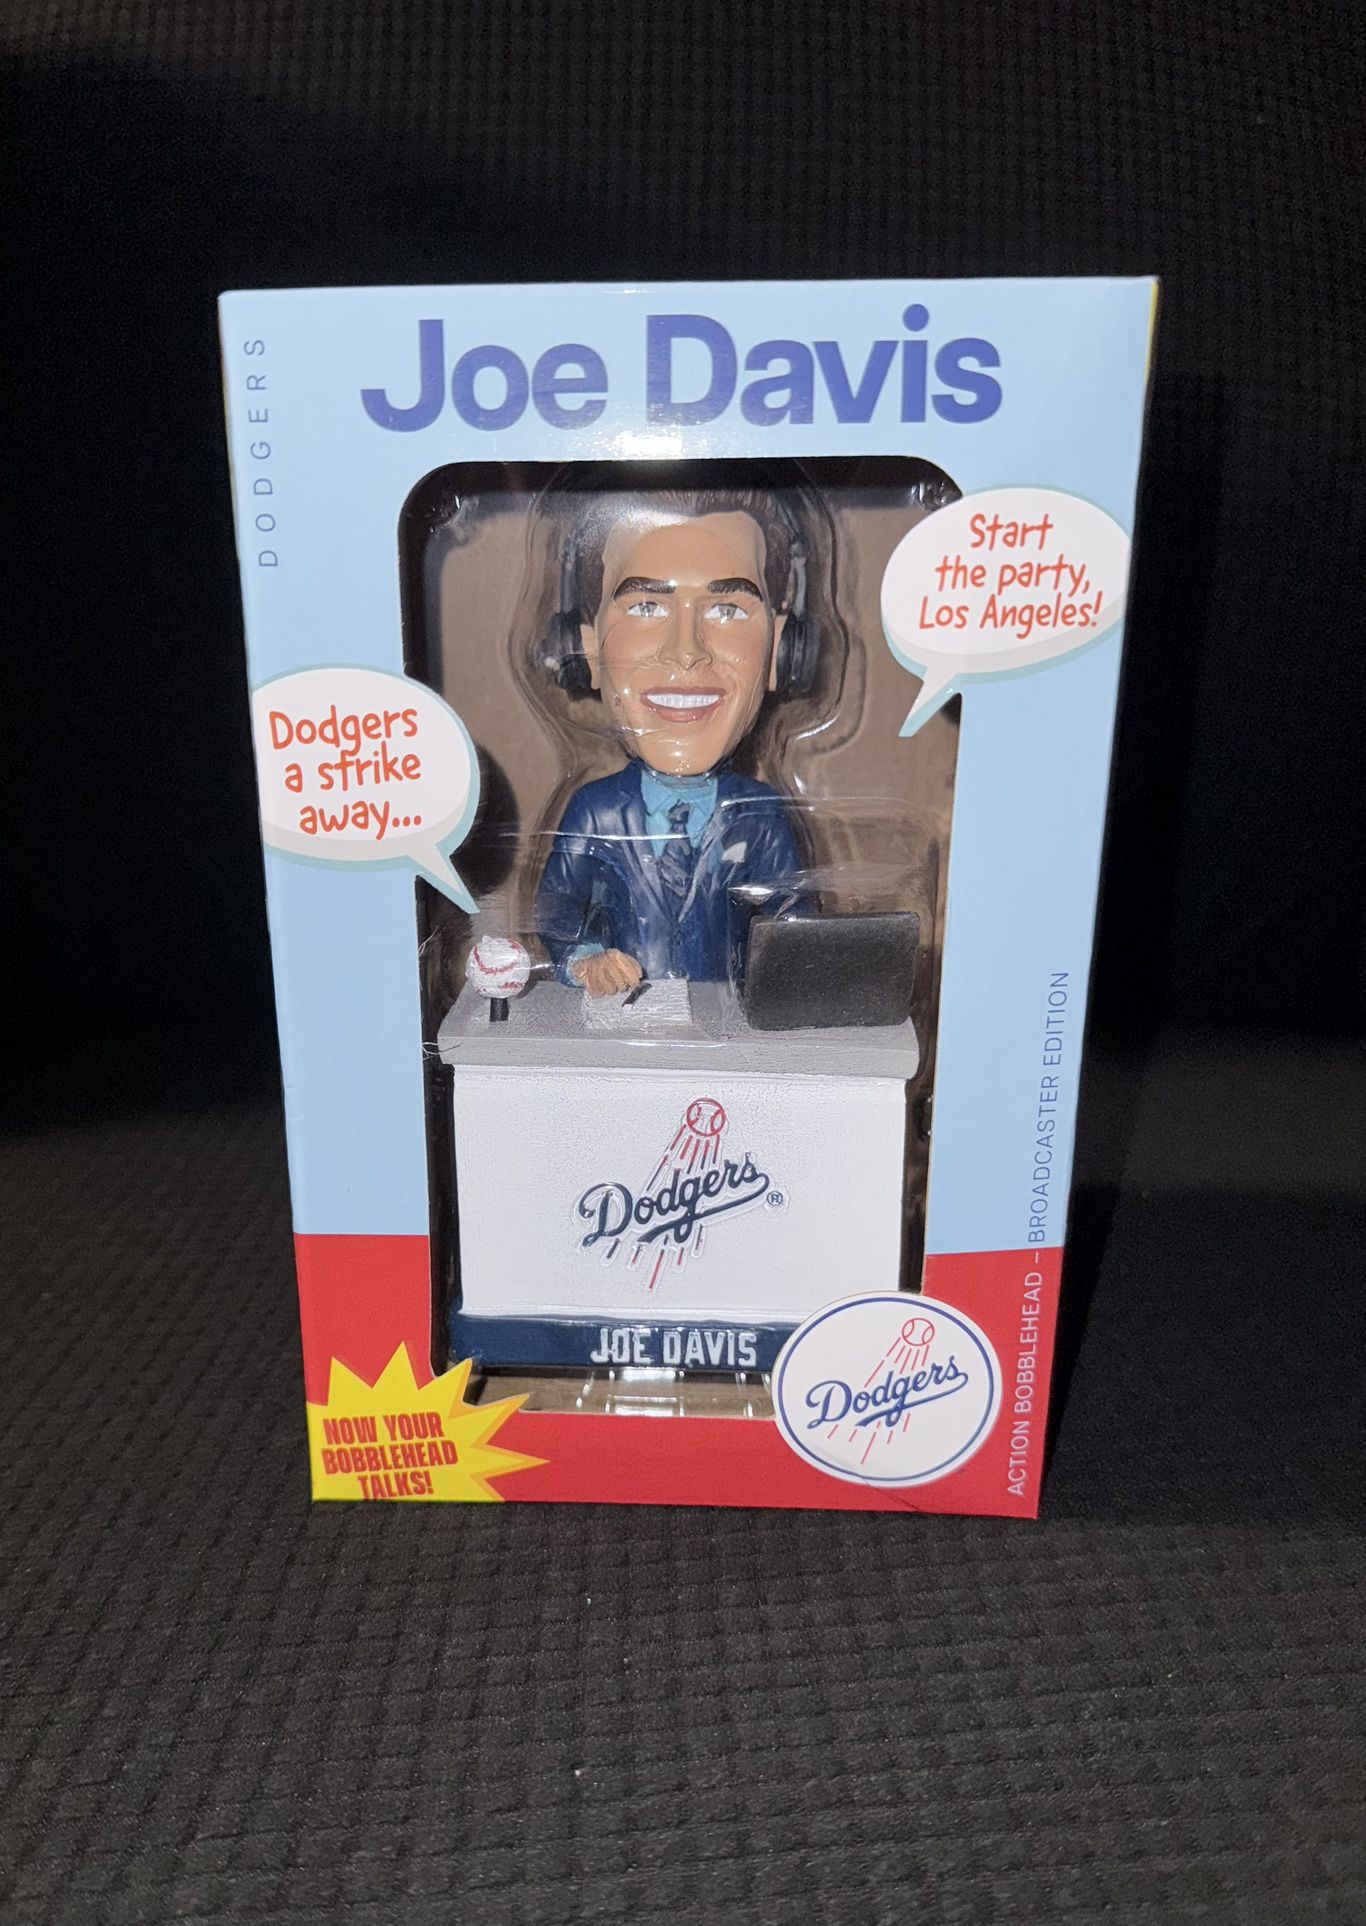 Joe Davis
DODGERS
Start
the party,
Los Angeles!
Dodgers
a strike
away...
Dodgers
®
JOE DAVIS
NOW YOUR
BOBBLEHEAD
TALKS!
Dodgers
ACTION BOBBLEHEAD – BROADCASTER EDITION